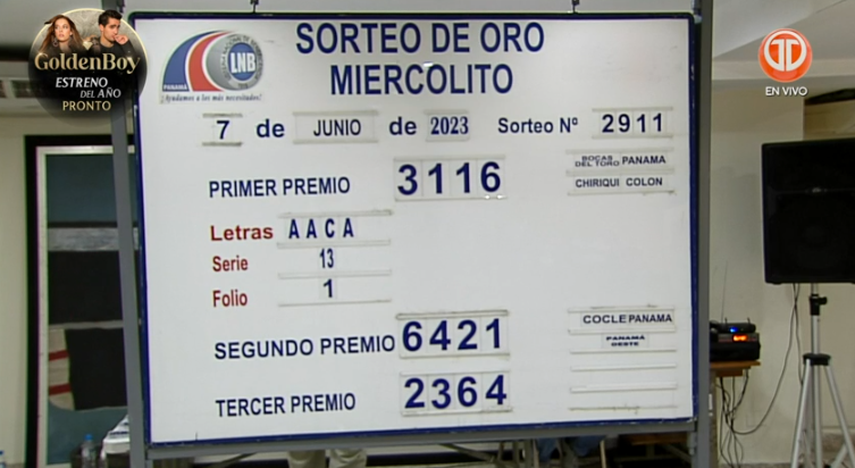 GoldenBoy
ESTRENO
DEL AÑO
PRONTO
SORTEO DE ORO
MIERCOLITO
LNB
PANAMÁ
¡Ayudamos a los más necesitados!
EN VIVO
7 de JUNIO de 2023 Sorteo Nº 2911
PRIMER PREMIO 3116
BOCAS DEL TORO PANAMA
CHIRIQUI COLON
Letras AACA
Serie 13
Folio 1
SEGUNDO PREMIO 6421
COCLE PANAMA
PANAMÁ OESTE
TERCER PREMIO 2364